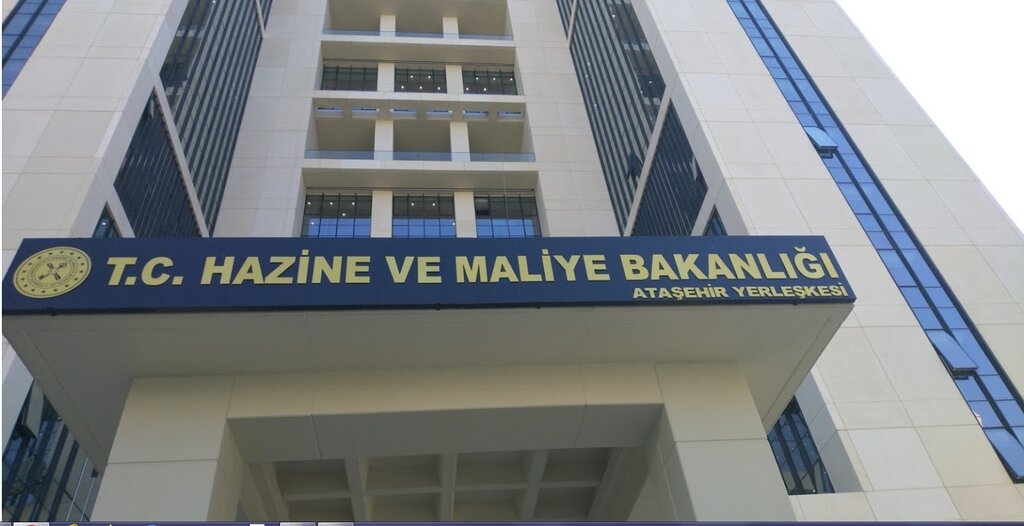 T.C. HAZİNE VE MALİYE BAKANLIĞI
ATAŞEHİR YERLEŞKESİ